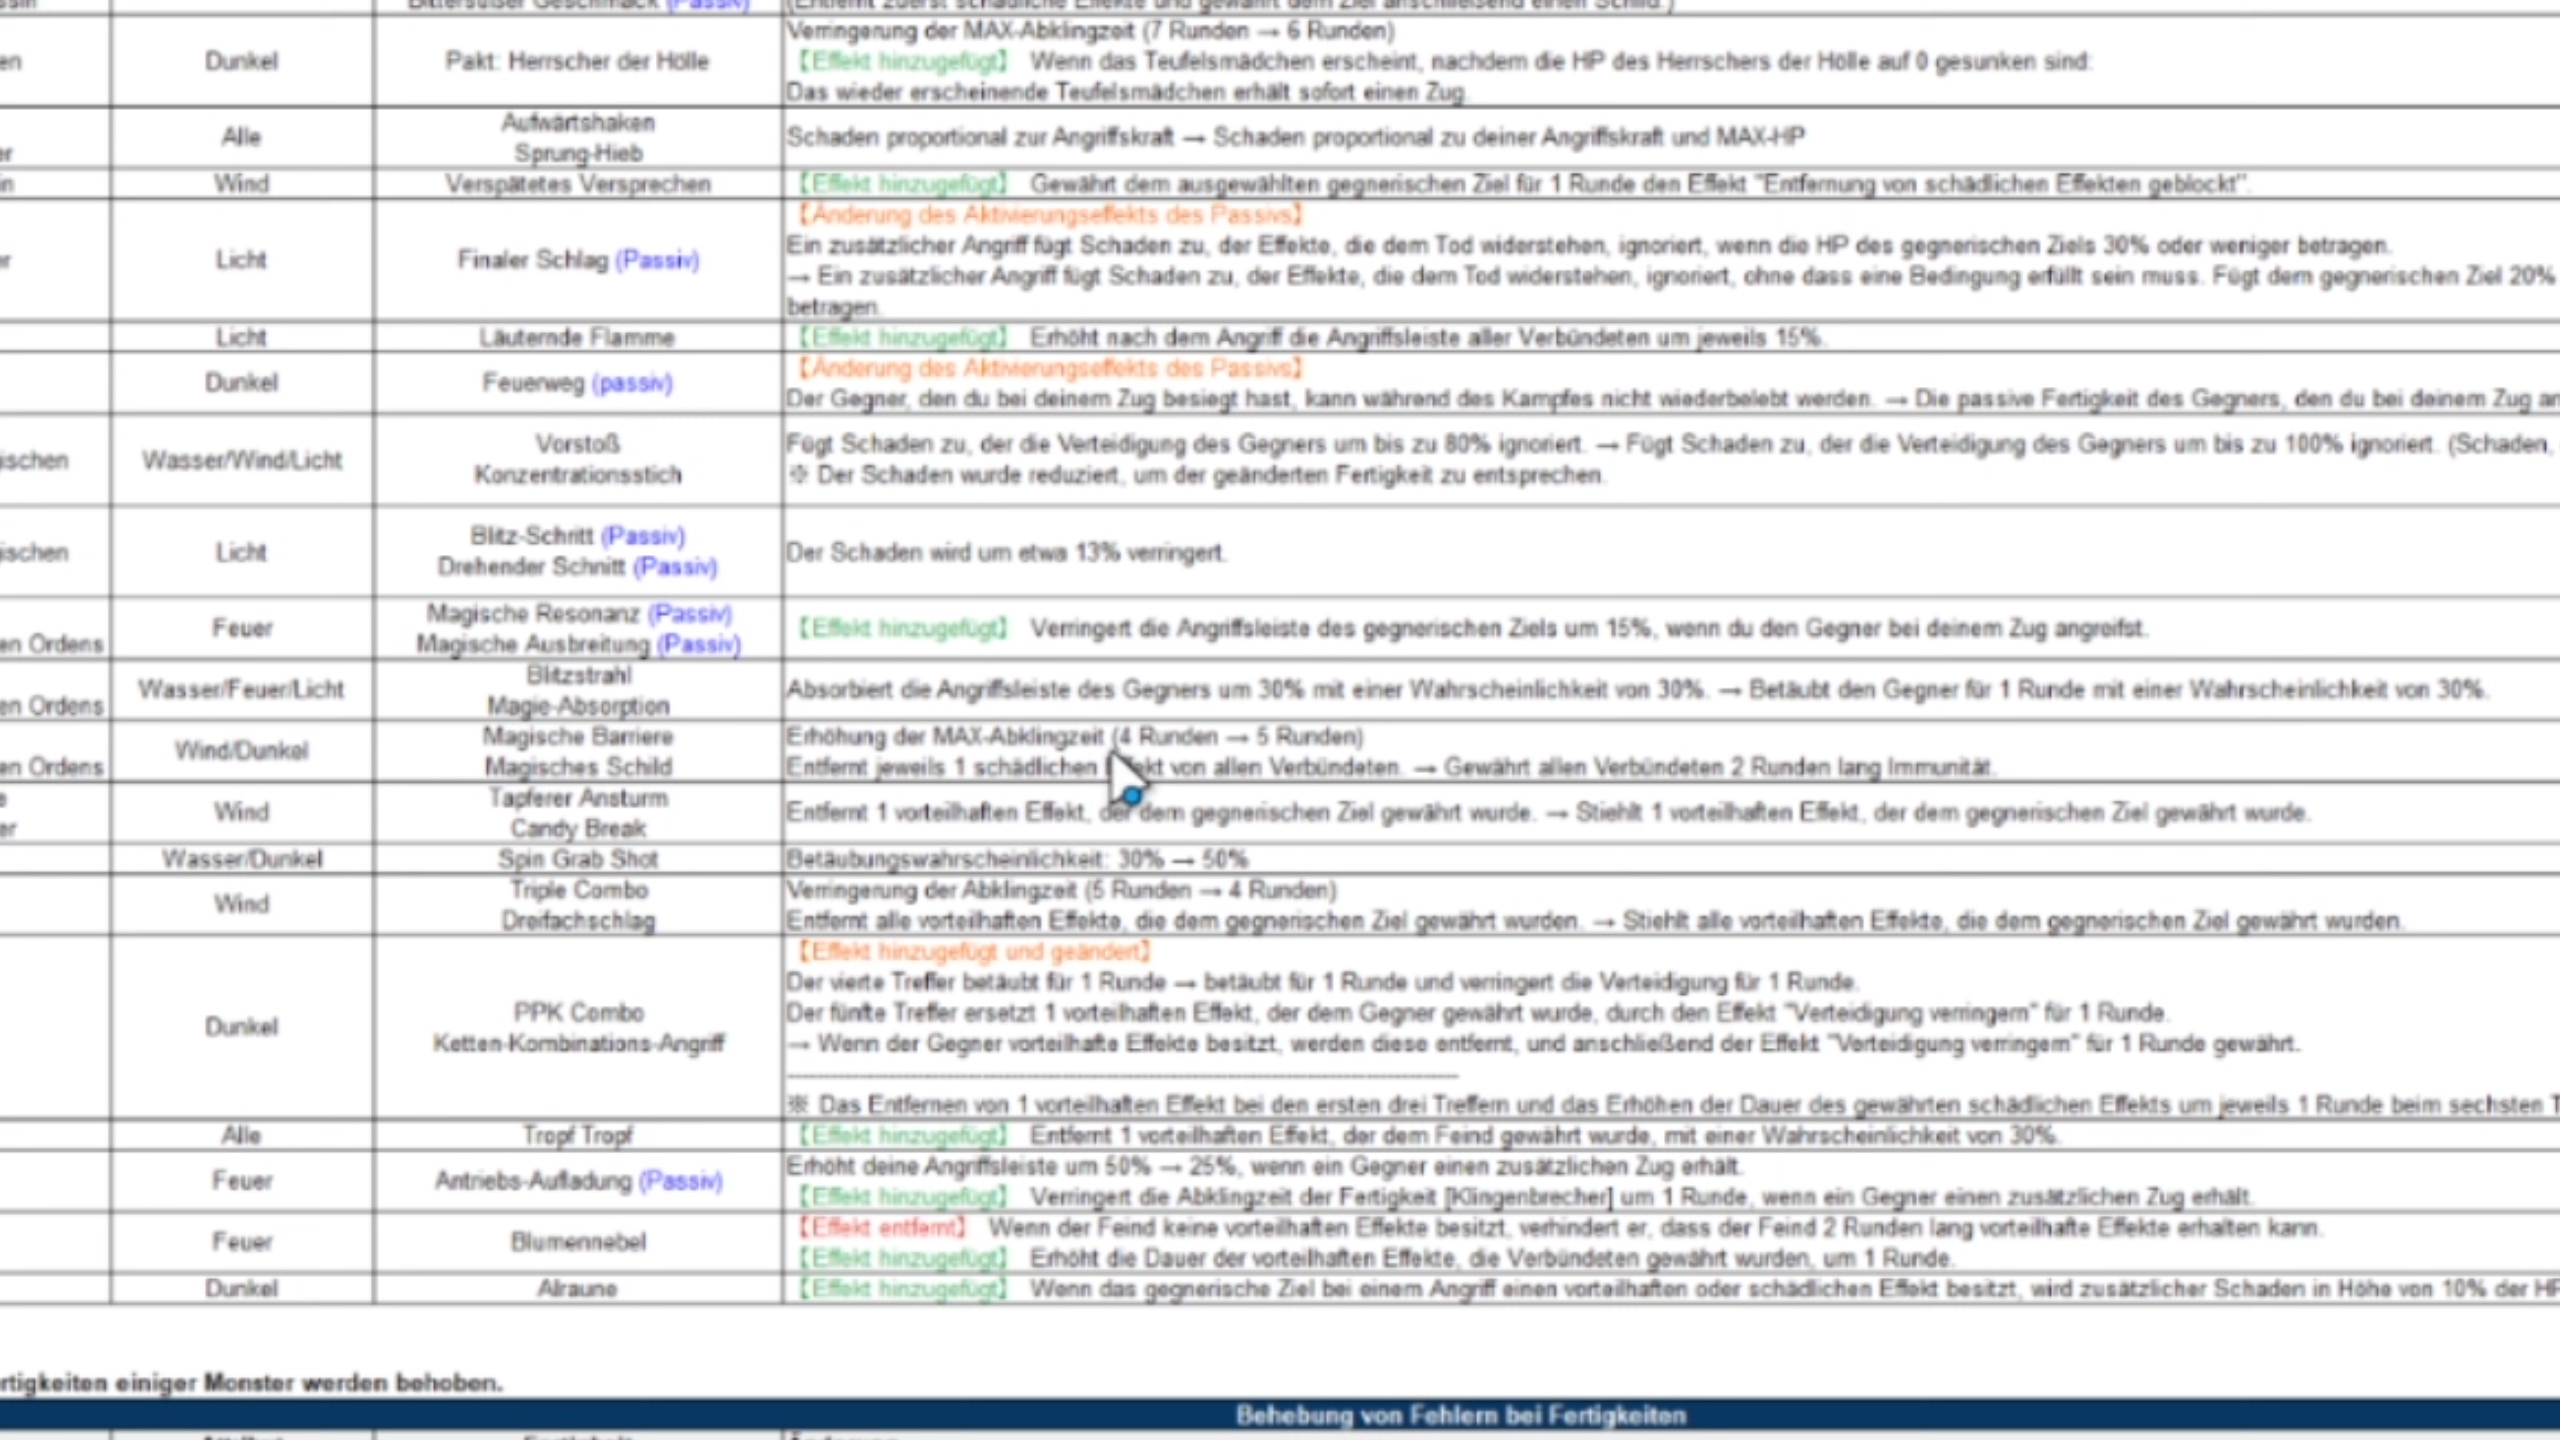 Bittersüßer Geschmack (Passiv) (Entfernt zuerst schädliche Effekte und gewährt dem Ziel anschließend einen Schild.)
Dunkel Pakt: Herrscher der Hölle
Verringerung der MAX-Abklingzeit (7 Runden → 6 Runden)
【Effekt hinzugefügt】 Wenn das Teufelsmädchen erscheint, nachdem die HP des Herrschers der Hölle auf 0 gesunken sind:
Das wieder erscheinende Teufelsmädchen erhält sofort einen Zug.
Alle Aufwärtshaken
Sprung-Hieb
Schaden proportional zur Angriffskraft → Schaden proportional zu deiner Angriffskraft und MAX-HP
Wind Verspätetes Versprechen 【Effekt hinzugefügt】 Gewährt dem ausgewählten gegnerischen Ziel für 1 Runde den Effekt "Entfernung von schädlichen Effekten geblockt".
Licht Finaler Schlag (Passiv)
【Änderung des Aktivierungseffekts des Passivs】
Ein zusätzlicher Angriff fügt Schaden zu, der Effekte, die dem Tod widerstehen, ignoriert, wenn die HP des gegnerischen Ziels 30% oder weniger betragen.
→ Ein zusätzlicher Angriff fügt Schaden zu, der Effekte, die dem Tod widerstehen, ignoriert, ohne dass eine Bedingung erfüllt sein muss. Fügt dem gegnerischen Ziel 20%
betragen.
Licht Läuternde Flamme 【Effekt hinzugefügt】 Erhöht nach dem Angriff die Angriffsleiste aller Verbündeten um jeweils 15%.
Dunkel Feuerweg (passiv)
【Änderung des Aktivierungseffekts des Passivs】
Der Gegner, den du bei deinem Zug besiegt hast, kann während des Kampfes nicht wiederbelebt werden. → Die passive Fertigkeit des Gegners, den du bei deinem Zug an
ischen Wasser/Wind/Licht Vorstoß
Konzentrationsstich
Fügt Schaden zu, der die Verteidigung des Gegners um bis zu 80% ignoriert. → Fügt Schaden zu, der die Verteidigung des Gegners um bis zu 100% ignoriert. (Schaden,
※ Der Schaden wurde reduziert, um der geänderten Fertigkeit zu entsprechen.
ischen Licht Blitz-Schritt (Passiv)
Drehender Schnitt (Passiv)
Der Schaden wird um etwa 13% verringert.
en Ordens Feuer Magische Resonanz (Passiv)
Magische Ausbreitung (Passiv)
【Effekt hinzugefügt】 Verringert die Angriffsleiste des gegnerischen Ziels um 15%, wenn du den Gegner bei deinem Zug angreifst.
en Ordens Wasser/Feuer/Licht Blitzstrahl
Magie-Absorption
Absorbiert die Angriffsleiste des Gegners um 30% mit einer Wahrscheinlichkeit von 30%. → Betäubt den Gegner für 1 Runde mit einer Wahrscheinlichkeit von 30%.
en Ordens Wind/Dunkel Magische Barriere
Magisches Schild
Erhöhung der MAX-Abklingzeit (4 Runden → 5 Runden)
Entfernt jeweils 1 schädlichen von allen Verbündeten. → Gewährt allen Verbündeten 2 Runden lang Immunität.
Wind Tapferer Ansturm
Candy Break
Entfernt 1 vorteilhaften Effekt, der dem gegnerischen Ziel gewährt wurde. → Stiehlt 1 vorteilhaften Effekt, der dem gegnerischen Ziel gewährt wurde.
Wasser/Dunkel Spin Grab Shot Betäubungswahrscheinlichkeit: 30% → 50%
Wind Triple Combo
Dreifachschlag
Verringerung der Abklingzeit (5 Runden → 4 Runden)
Entfernt alle vorteilhaften Effekte, die dem gegnerischen Ziel gewährt wurden. → Stiehlt alle vorteilhaften Effekte, die dem gegnerischen Ziel gewährt wurden.
Dunkel PPK Combo
Ketten-Kombinations-Angriff
【Effekt hinzugefügt und geändert】
Der vierte Treffer betäubt für 1 Runde → betäubt für 1 Runde und verringert die Verteidigung für 1 Runde.
Der fünfte Treffer ersetzt 1 vorteilhaften Effekt, der dem Gegner gewährt wurde, durch den Effekt "Verteidigung verringern" für 1 Runde.
→ Wenn der Gegner vorteilhafte Effekte besitzt, werden diese entfernt, und anschließend der Effekt "Verteidigung verringern" für 1 Runde gewährt.
※ Das Entfernen von 1 vorteilhaften Effekt bei den ersten drei Treffern und das Erhöhen der Dauer des gewährten schädlichen Effekts um jeweils 1 Runde beim sechsten T
Alle Tropf Tropf 【Effekt hinzugefügt】 Entfernt 1 vorteilhaften Effekt, der dem Feind gewährt wurde, mit einer Wahrscheinlichkeit von 30%.
Feuer Antriebs-Aufladung (Passiv)
Erhöht deine Angriffsleiste um 50% → 25%, wenn ein Gegner einen zusätzlichen Zug erhält.
【Effekt hinzugefügt】 Verringert die Abklingzeit der Fertigkeit [Klingenbrecher] um 1 Runde, wenn ein Gegner einen zusätzlichen Zug erhält.
Feuer Blumennebel
【Effekt entfernt】 Wenn der Feind keine vorteilhaften Effekte besitzt, verhindert er, dass der Feind 2 Runden lang vorteilhafte Effekte erhalten kann.
【Effekt hinzugefügt】 Erhöht die Dauer der vorteilhaften Effekte, die Verbündeten gewährt wurden, um 1 Runde.
Dunkel Alraune 【Effekt hinzugefügt】 Wenn das gegnerische Ziel bei einem Angriff einen vorteilhaften oder schädlichen Effekt besitzt, wird zusätzlicher Schaden in Höhe von 10% der HP
rtigkeiten einiger Monster werden behoben.
Behebung von Fehlern bei Fertigkeiten